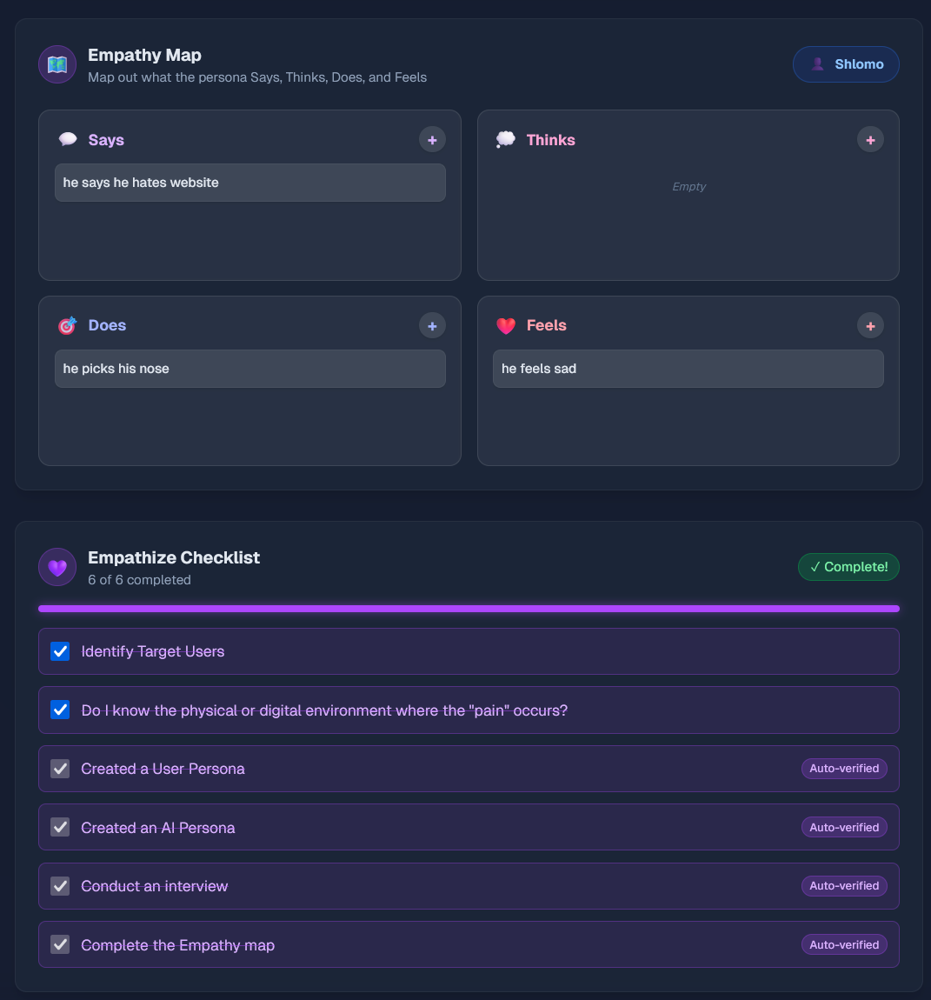 Empathy Map
Map out what the persona Says, Thinks, Does, and Feels
Shlomo
Says
+
he says he hates website
Thinks
+
Empty
Does
+
he picks his nose
Feels
+
he feels sad
Empathize Checklist
6 of 6 completed
✓ Complete!
Identify Target Users
Do I know the physical or digital environment where the "pain" occurs?
Created a User Persona
Auto-verified
Created an AI Persona
Auto-verified
Conduct an interview
Auto-verified
Complete the Empathy map
Auto-verified